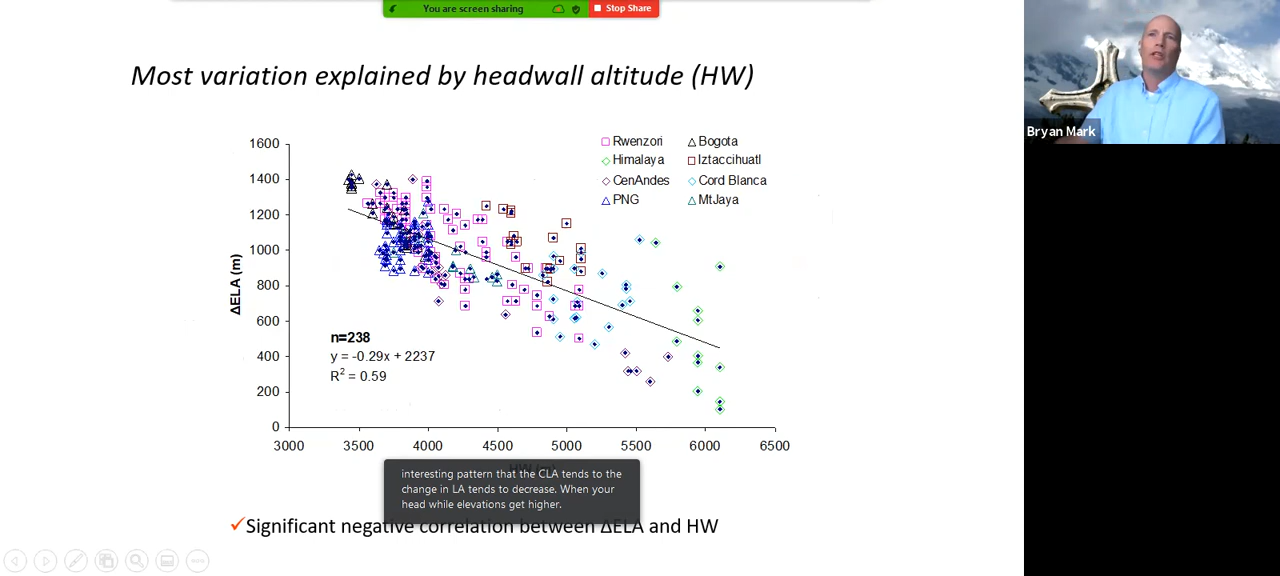 You are screen sharing
Stop Share
Most variation explained by headwall altitude (HW)
Bryan Mark
Rwenzori
Bogota
Himalaya
Iztaccihuatl
CenAndes
Cord Blanca
PNG
MtJaya
1600
1400
1200
1000
800
600
400
200
0
ΔELA (m)
n=238
y = -0.29x + 2237
R² = 0.59
3000 3500 4000 4500 5000 5500 6000 6500
interesting pattern that the CLA tends to the
change in LA tends to decrease. When your
head while elevations get higher.
✓Significant negative correlation between ΔELA and HW